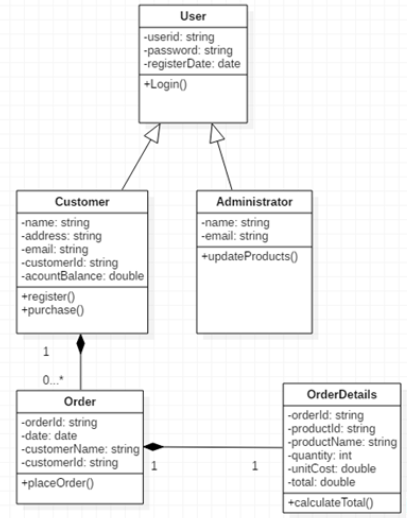 User
-userid: string
-password: string
-registerDate: date
+Login()
Customer
-name: string
-address: string
-email: string
-customerId: string
-acountBalance: double
+register()
+purchase()
Administrator
-name: string
-email: string
+updateProducts()
1
0...*
Order
-orderId: string
-date: date
-customerName: string
-customerId: string
+placeOrder()
1
1
OrderDetails
-orderId: string
-productId: string
-productName: string
-quantity: int
-unitCost: double
-total: double
+calculateTotal()